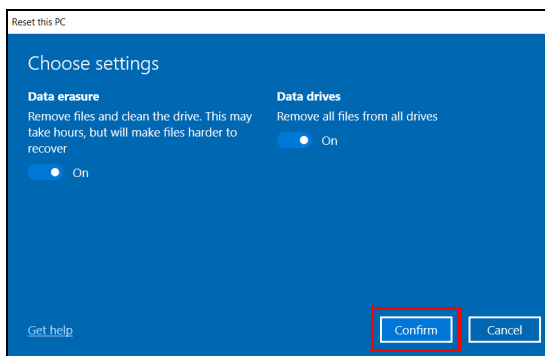 Reset this PC
Choose settings
Data erasure
Remove files and clean the drive. This may
take hours, but will make files harder to
recover
On
Data drives
Remove all files from all drives
On
Get help
Confirm
Cancel